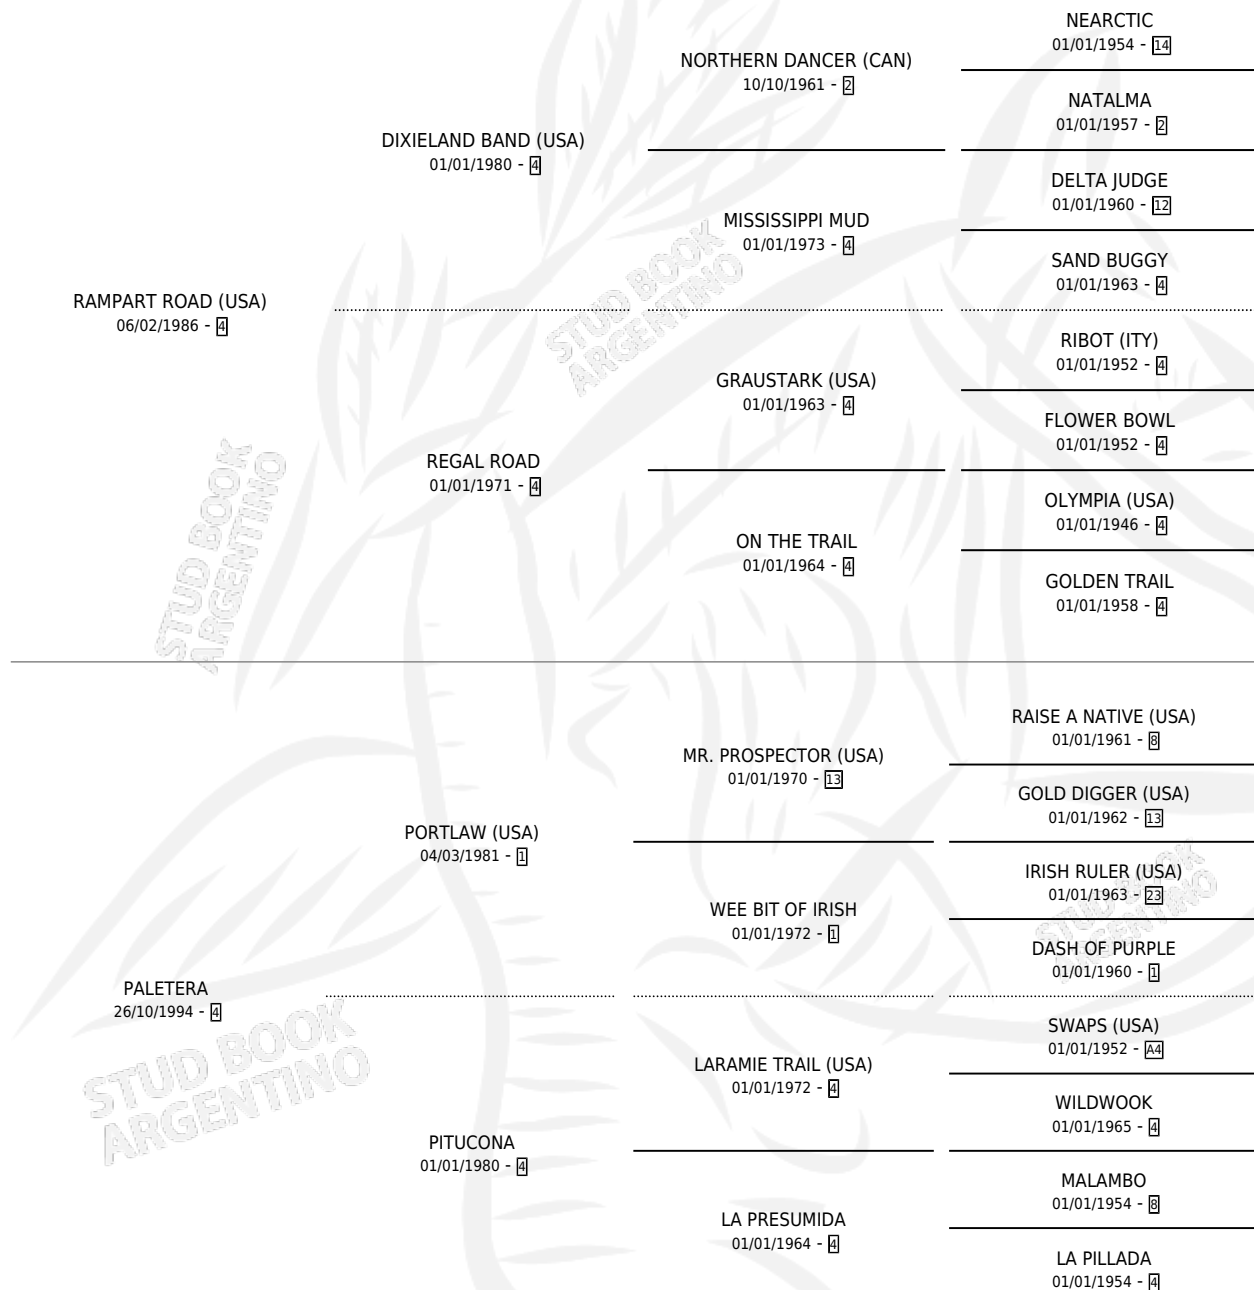 NEARCTIC
01/01/1954 - 14
NORTHERN DANCER (CAN)
10/10/1961 - 2
NATALMA
01/01/1957 - 2
DIXIELAND BAND (USA)
01/01/1980 - 4
DELTA JUDGE
01/01/1960 - 12
MISSISSIPPI MUD
01/01/1973 - 4
SAND BUGGY
01/01/1963 - 4
RAMPART ROAD (USA)
06/02/1986 - 4
RIBOT (ITY)
01/01/1952 - 4
GRAUSTARK (USA)
01/01/1963 - 4
FLOWER BOWL
01/01/1952 - 4
REGAL ROAD
01/01/1971 - 4
OLYMPIA (USA)
01/01/1946 - 4
ON THE TRAIL
01/01/1964 - 4
GOLDEN TRAIL
01/01/1958 - 4
RAISE A NATIVE (USA)
01/01/1961 - 8
MR. PROSPECTOR (USA)
01/01/1970 - 13
GOLD DIGGER (USA)
01/01/1962 - 13
PORTLAW (USA)
04/03/1981 - 1
IRISH RULER (USA)
01/01/1963 - 23
WEE BIT OF IRISH
01/01/1972 - 1
DASH OF PURPLE
01/01/1960 - 1
PALETERA
26/10/1994 - 4
SWAPS (USA)
01/01/1952 - A4
LARAMIE TRAIL (USA)
01/01/1972 - 4
WILDWOOK
01/01/1965 - 4
PITUCONA
01/01/1980 - 4
MALAMBO
01/01/1954 - 8
LA PRESUMIDA
01/01/1964 - 4
LA PILLADA
01/01/1954 - 4
STUD BOOK
ARGENTINO
STUD BOOK
ARGENTINO
STUD BOOK
ARGENTINO
STUD BOOK
ARGENTINO